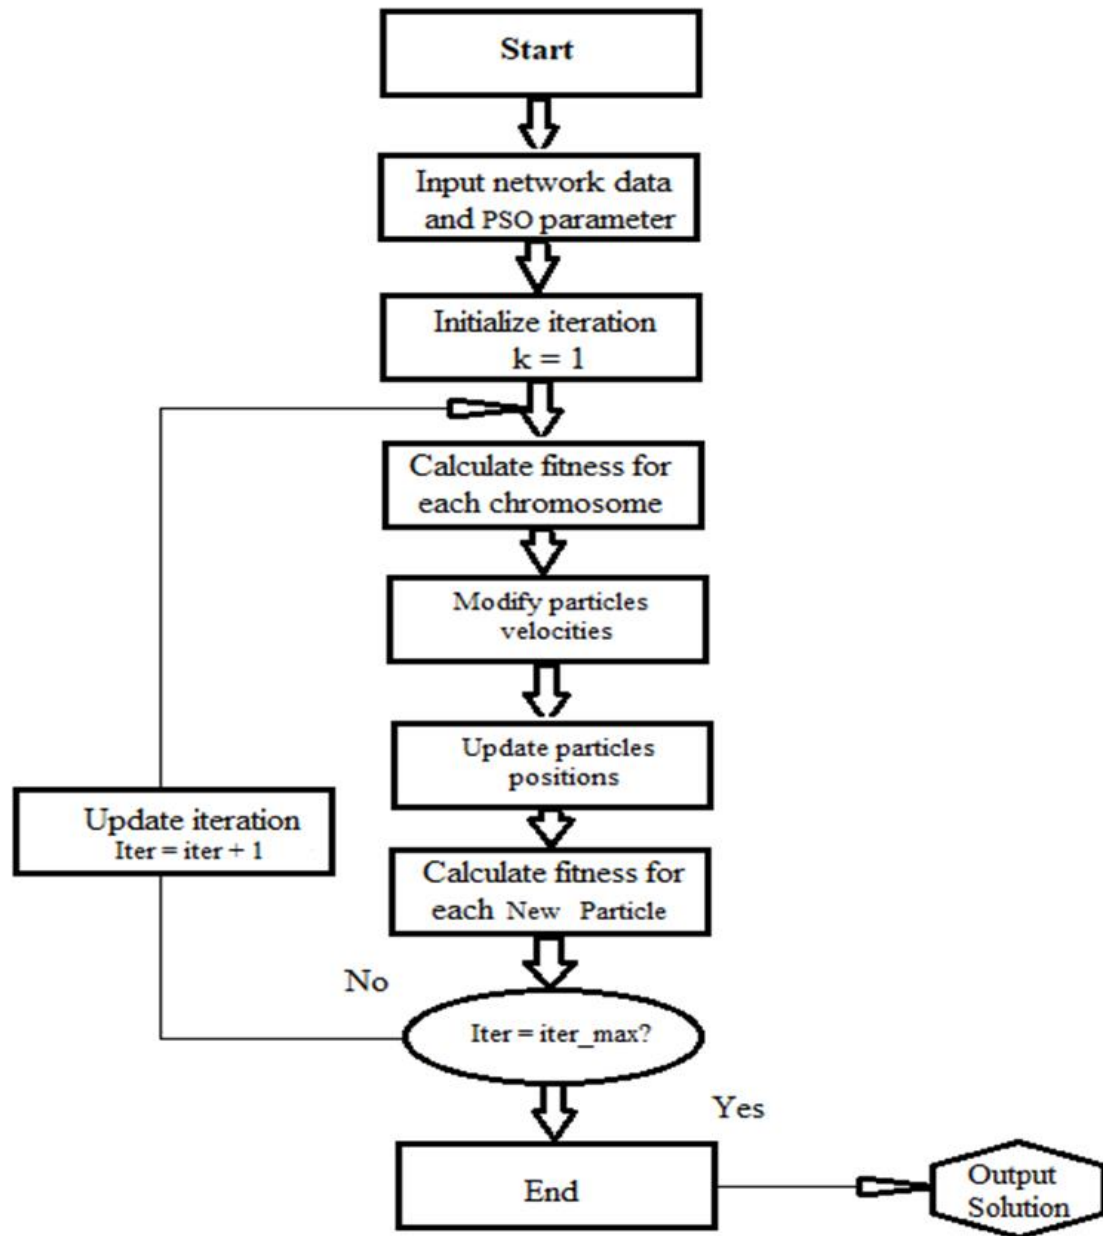 Start
Input network data
and PSO parameter
Initialize iteration
k = 1
Calculate fitness for
each chromosome
Modify particles
velocities
Update particles
positions
Update iteration
Iter = iter + 1
Calculate fitness for
each New Particle
No
Iter = iter_max?
Yes
End
Output
Solution